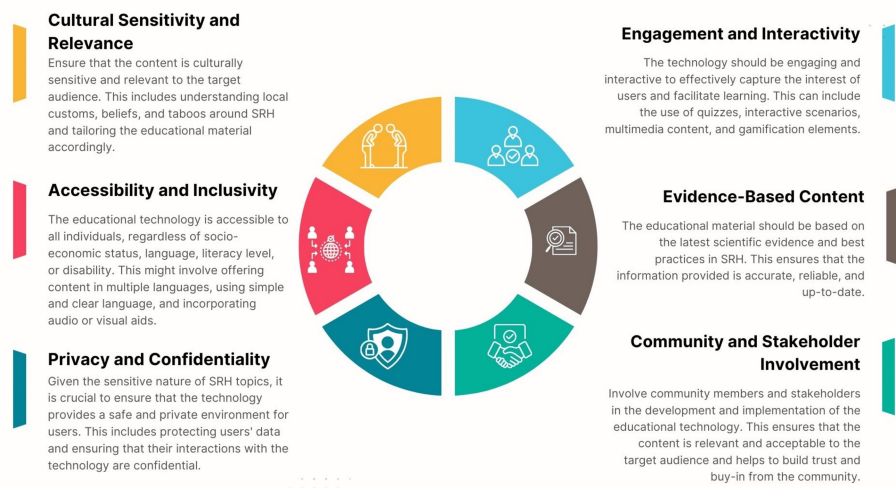 Cultural Sensitivity and
Relevance
Ensure that the content is culturally
sensitive and relevant to the target
audience. This includes understanding local
customs, beliefs, and taboos around SRH
and tailoring the educational material
accordingly.
Accessibility and Inclusivity
The educational technology is accessible to
all individuals, regardless of socio-
economic status, language, literacy level,
or disability. This might involve offering
content in multiple languages, using simple
and clear language, and incorporating
audio or visual aids.
Privacy and Confidentiality
Given the sensitive nature of SRH topics, it
is crucial to ensure that the technology
provides a safe and private environment for
users. This includes protecting users' data
and ensuring that their interactions with the
technology are confidential.
Engagement and Interactivity
The technology should be engaging and
interactive to effectively capture the interest of
users and facilitate learning. This can include
the use of quizzes, interactive scenarios,
multimedia content, and gamification elements.
Evidence-Based Content
The educational material should be based on
the latest scientific evidence and best
practices in SRH. This ensures that the
information provided is accurate, reliable, and
up-to-date.
Community and Stakeholder
Involvement
Involve community members and stakeholders
in the development and implementation of the
educational technology. This ensures that the
content is relevant and acceptable to the
target audience and helps to build trust and
buy-in from the community.